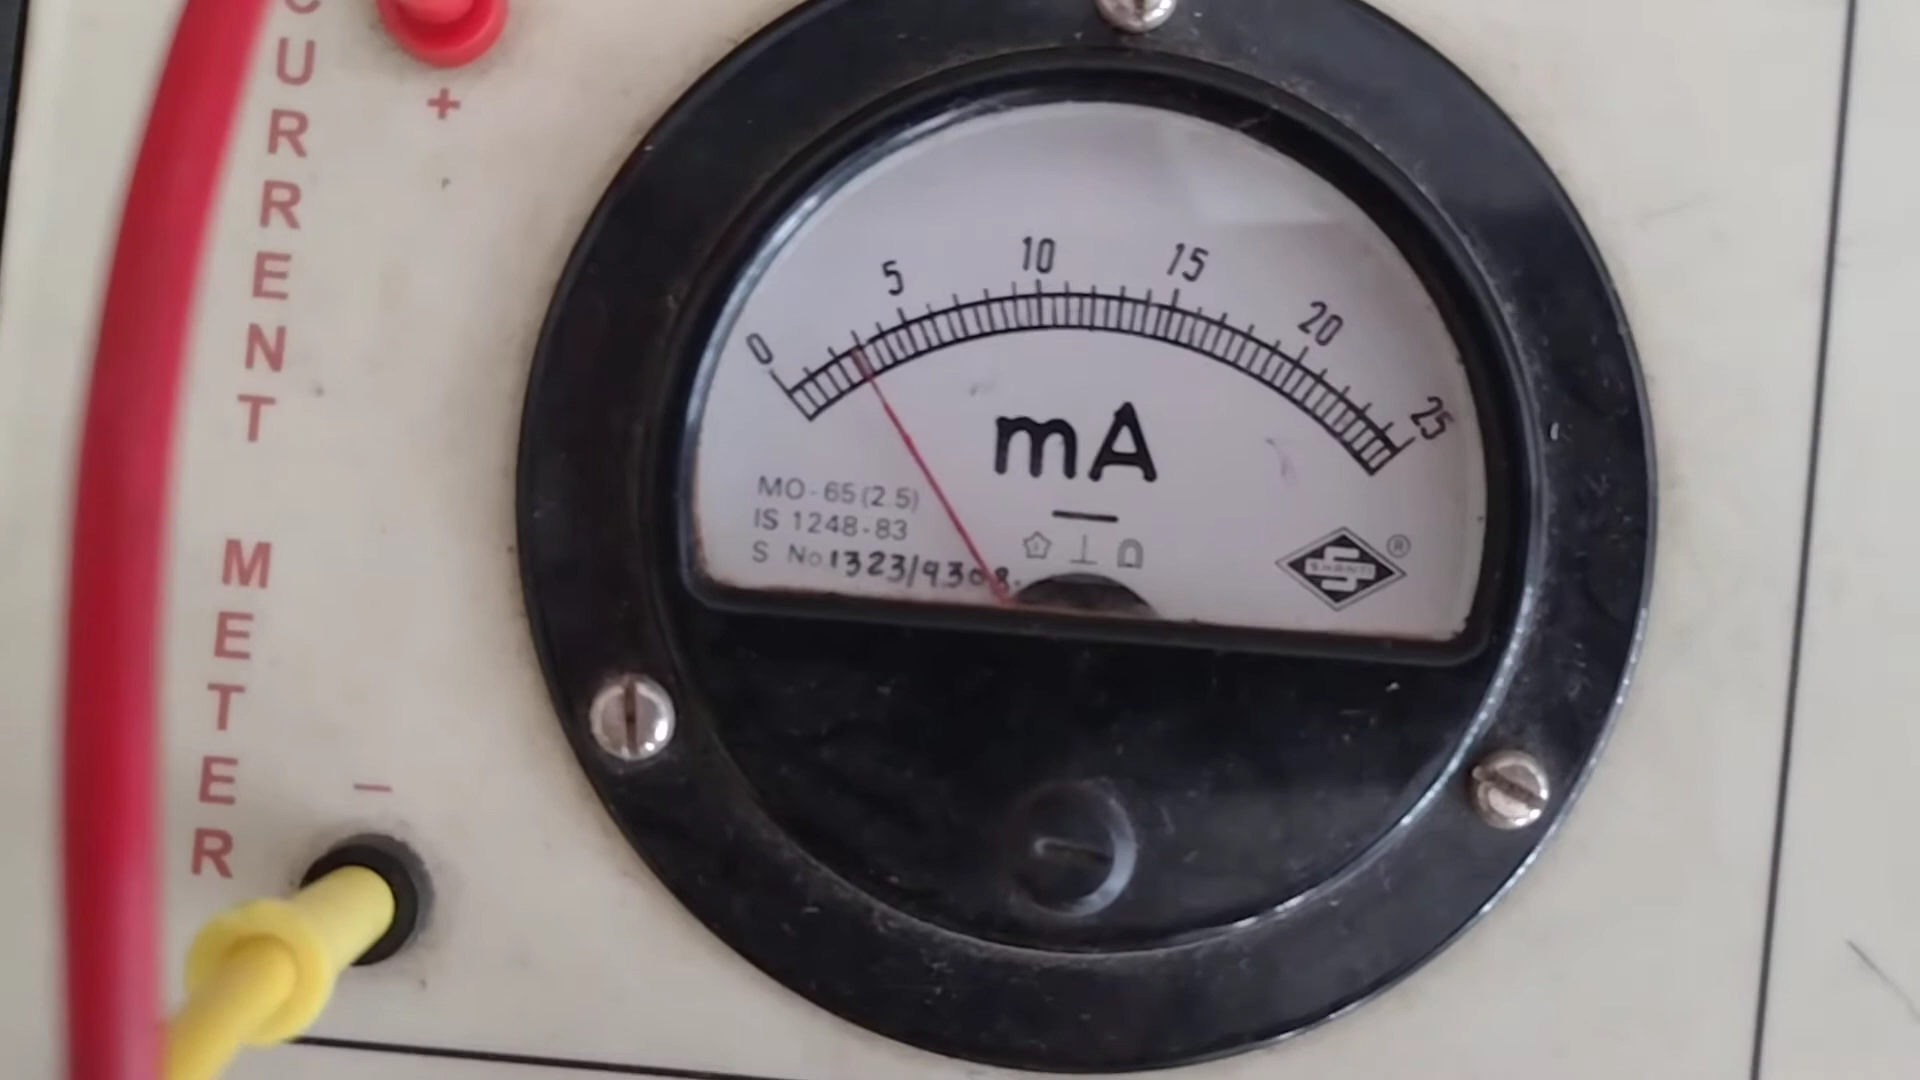 CURRENT METER
+
−
0 5 10 15 20 25
mA
MO-65(2.5)
IS 1248-83
S No 1323/9308.
SHANTI ®